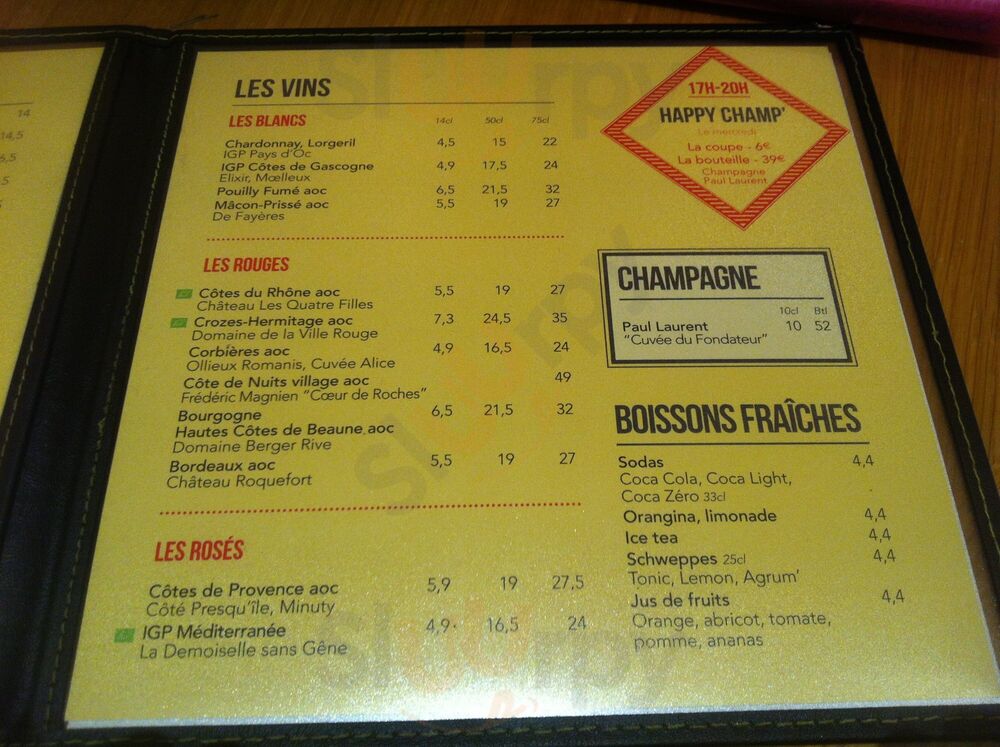 14
14,5
LES VINS
LES BLANCS 14cl 50cl 75cl
Chardonnay, Lorgeril 4,5 15 22
IGP Pays d'Oc
IGP Côtes de Gascogne 4,9 17,5 24
Elixir, Mœlleux
Pouilly Fumé aoc 6,5 21,5 32
Mâcon-Prissé aoc 5,5 19 27
De Fayères
LES ROUGES
Côtes du Rhône aoc 5,5 19 27
Château Les Quatre Filles
Crozes-Hermitage aoc 7,3 24,5 35
Domaine de la Ville Rouge
Corbières aoc 4,9 16,5 24
Ollieux Romanis, Cuvée Alice
Côte de Nuits village aoc 49
Frédéric Magnien "Cœur de Roches"
Bourgogne 6,5 21,5 32
Hautes Côtes de Beaune aoc
Domaine Berger Rive
Bordeaux aoc 5,5 19 27
Château Roquefort
LES ROSÉS
Côtes de Provence aoc 5,9 19 27,5
Côté Presqu'île, Minuty
IGP Méditerranée 4,9 16,5 24
La Demoiselle sans Gêne
17H-20H
HAPPY CHAMP'
Le mercredi
La coupe - 6€
La bouteille - 39€
Champagne
Paul Laurent
CHAMPAGNE
10cl Btl
Paul Laurent 10 52
"Cuvée du Fondateur"
BOISSONS FRAÎCHES
Sodas 4,4
Coca Cola, Coca Light,
Coca Zéro 33cl
Orangina, limonade 4,4
Ice tea 4,4
Schweppes 25cl 4,4
Tonic, Lemon, Agrum'
Jus de fruits 4,4
Orange, abricot, tomate,
pomme, ananas
slurrpy
slurrpy
slurrpy